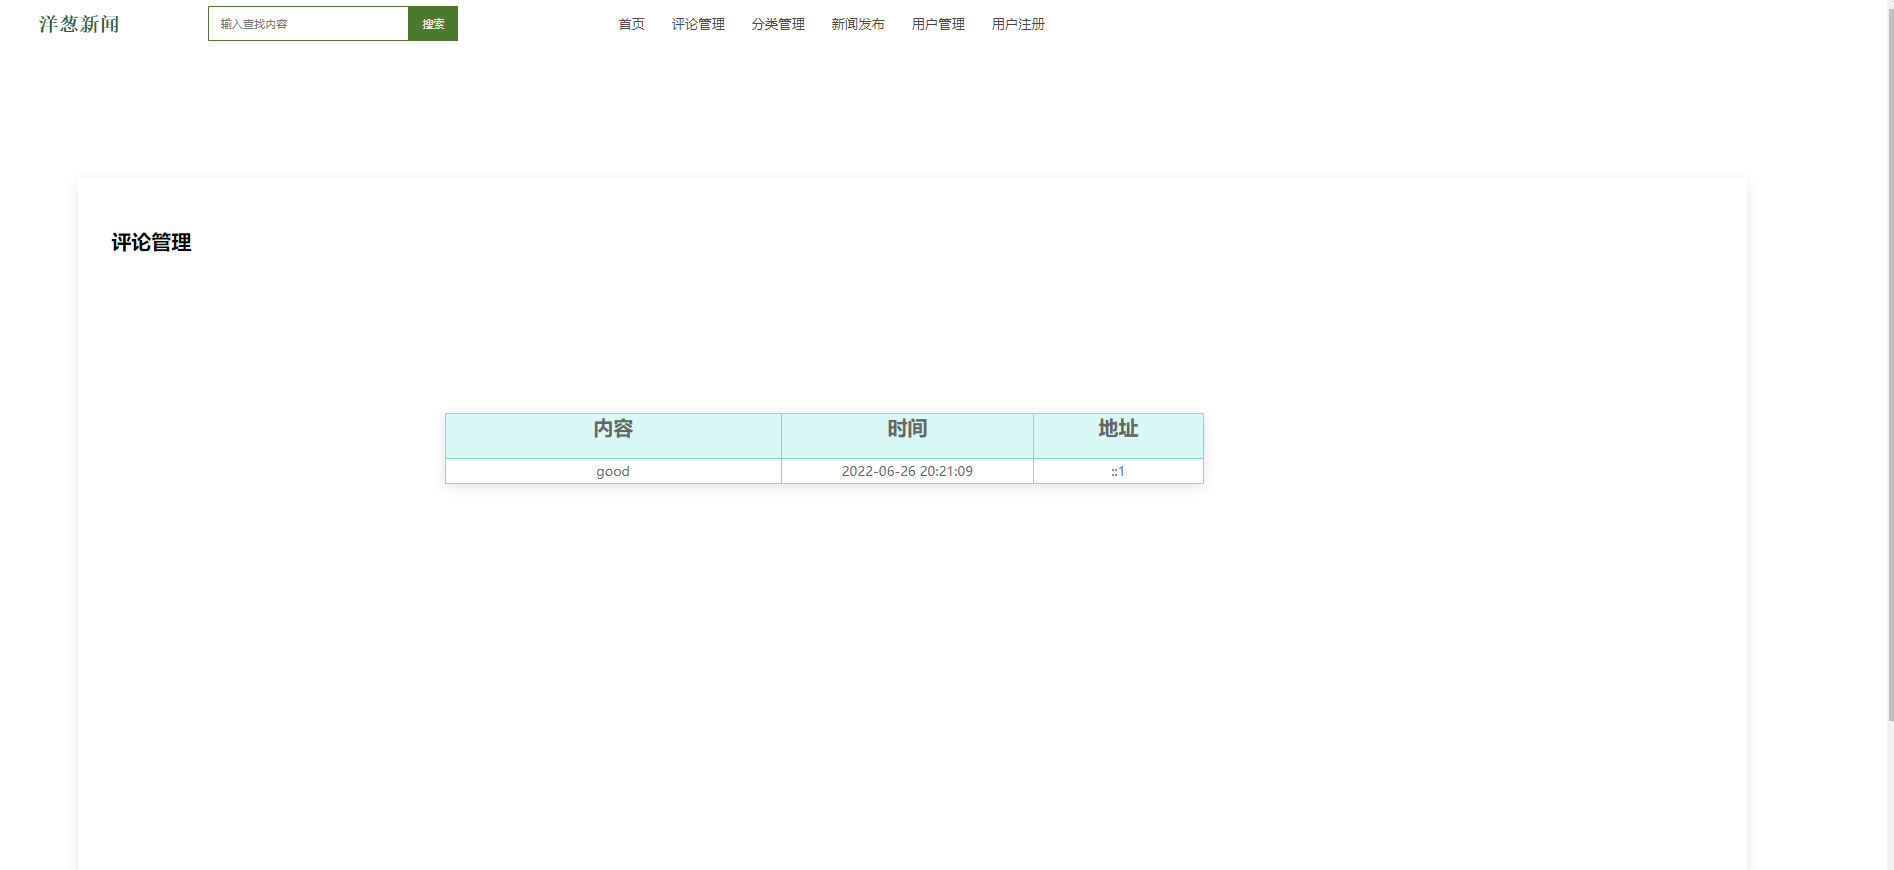 洋葱新闻 输入查找内容 搜索 首页 评论管理 分类管理 新闻发布 用户管理 用户注册
评论管理
内容 时间 地址
good 2022-06-26 20:21:09 ::1